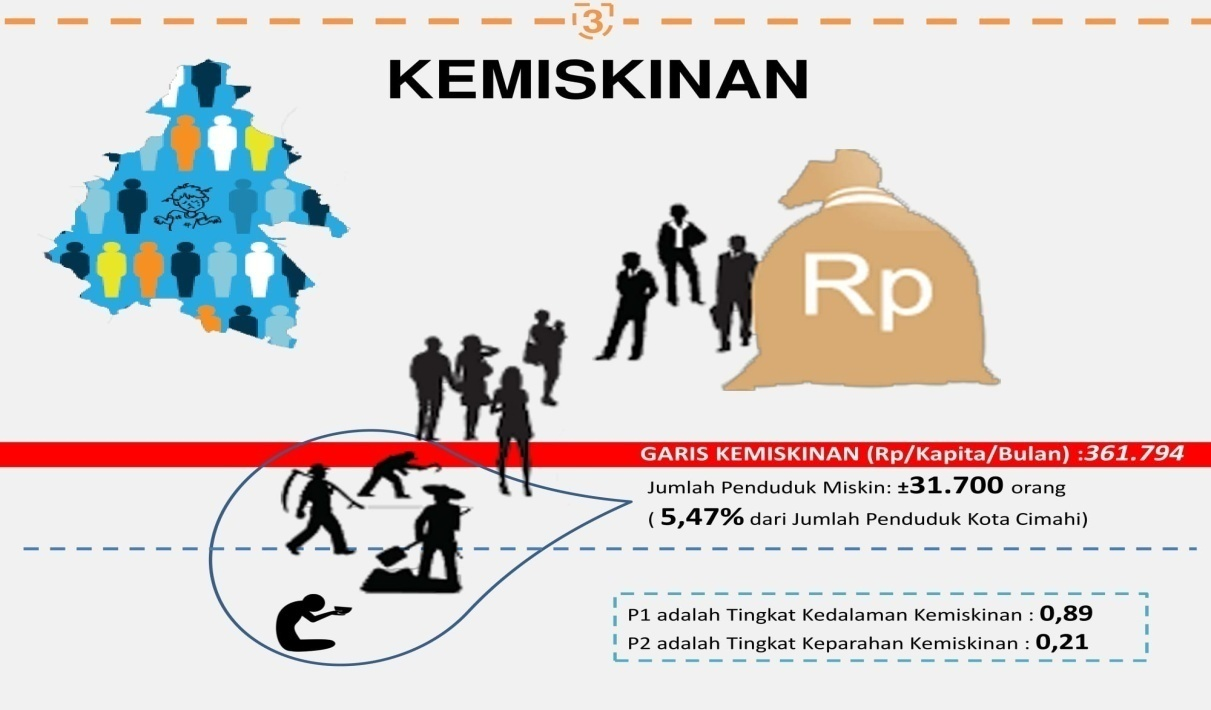 3
KEMISKINAN
Rp
GARIS KEMISKINAN (Rp/Kapita/Bulan) :361.794
Jumlah Penduduk Miskin: ±31.700 orang
( 5,47% dari Jumlah Penduduk Kota Cimahi)
P1 adalah Tingkat Kedalaman Kemiskinan : 0,89
P2 adalah Tingkat Keparahan Kemiskinan : 0,21